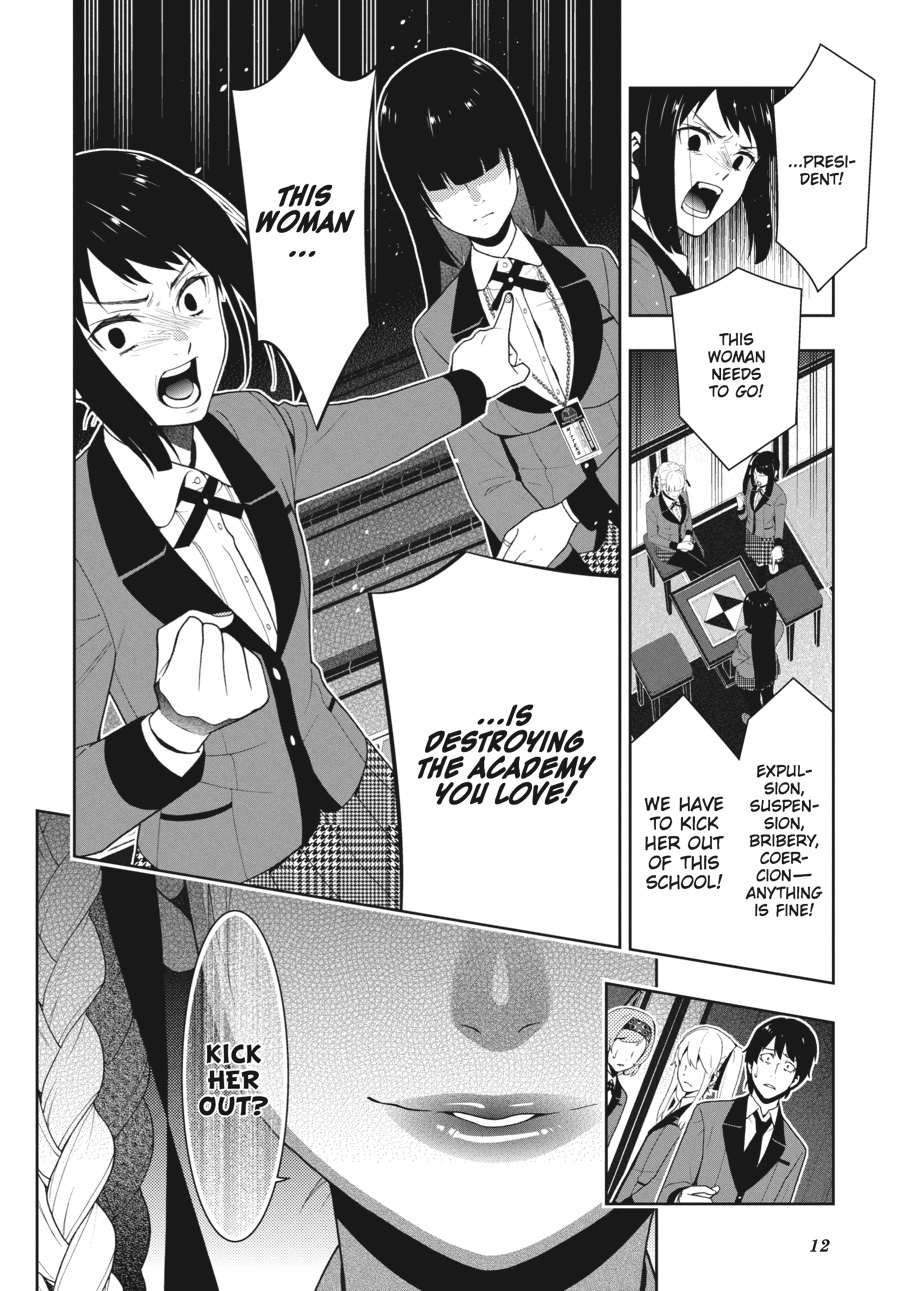 ...PRESI-
DENT!
THIS
WOMAN
NEEDS
TO GO!
EXPUL-
SION,
SUSPEN-
SION,
BRIBERY,
COER-
CION—
ANYTHING
IS FINE!
WE HAVE
TO KICK
HER OUT
OF THIS
SCHOOL!
THIS
WOMAN
...
...IS
DESTROYING
THE ACADEMY
YOU LOVE!
KICK
HER
OUT?
12